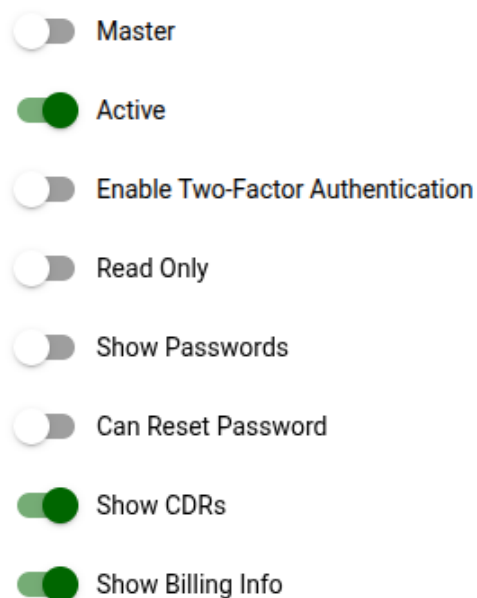 Master
Active
Enable Two-Factor Authentication
Read Only
Show Passwords
Can Reset Password
Show CDRs
Show Billing Info